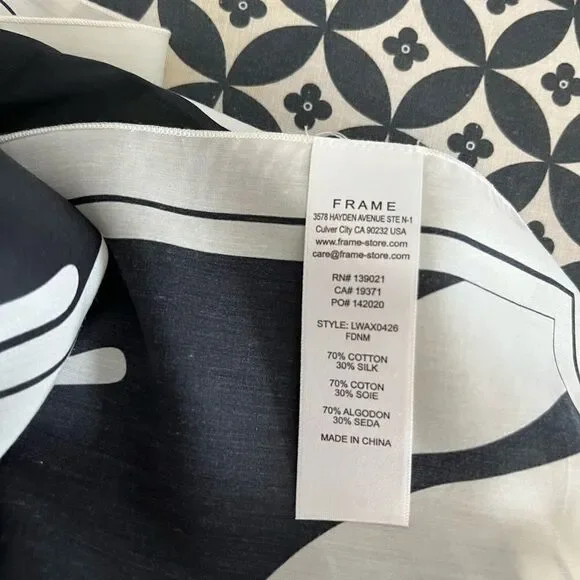 FRAME
3578 HAYDEN AVENUE STE N-1
Culver City CA 90232 USA
www.frame-store.com
care@frame-store.com
RN# 139021
CA# 19371
PO# 142020
STYLE: LWAX0426
FDNM
70% COTTON
30% SILK
70% COTON
30% SOIE
70% ALGODON
30% SEDA
MADE IN CHINA